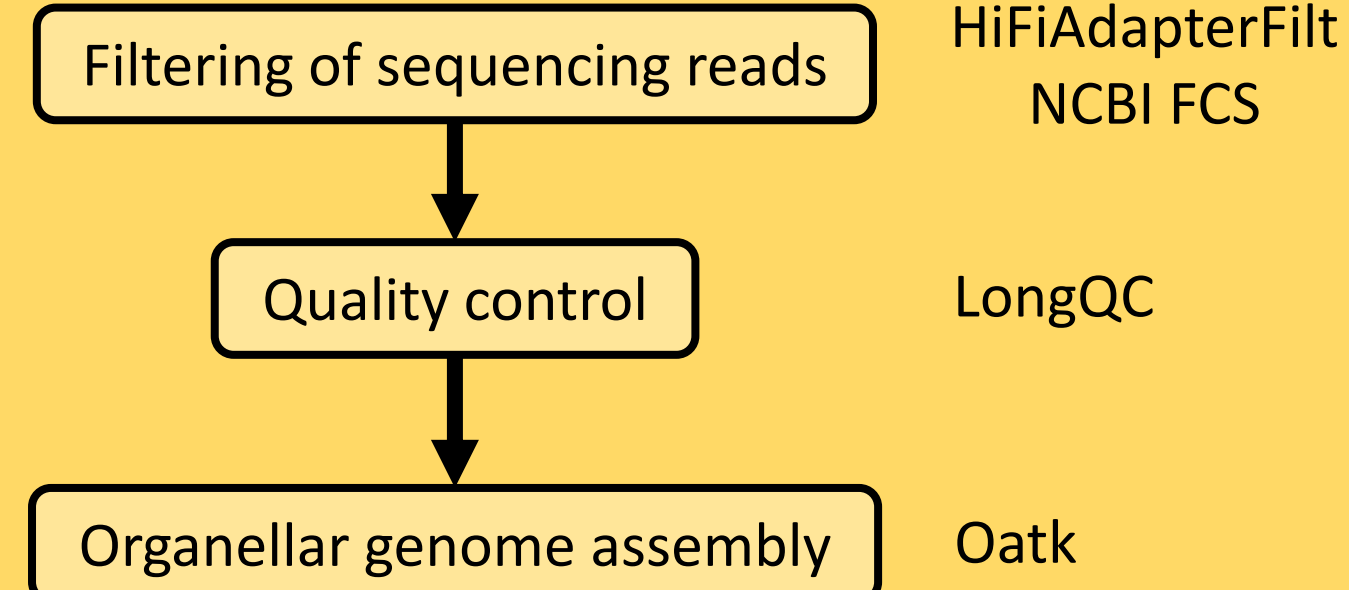 Filtering of sequencing reads
HiFiAdapterFilt
NCBI FCS
Quality control
LongQC
Organellar genome assembly
Oatk